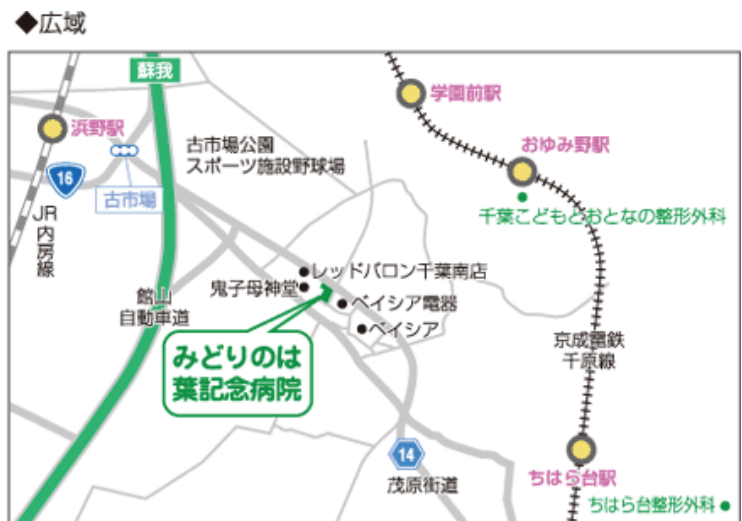 ◆広域
蘇我
学園前駅
浜野駅
おゆみ野駅
古市場公園
スポーツ施設野球場
16
古市場
千葉こどもとおとなの整形外科
JR
内房線
レッドバロン千葉南店
鬼子母神堂
館山
自動車道
ベイシア電器
ベイシア
みどりのは
葉記念病院
京成電鉄
千原線
14
茂原街道
ちはら台駅
ちはら台整形外科